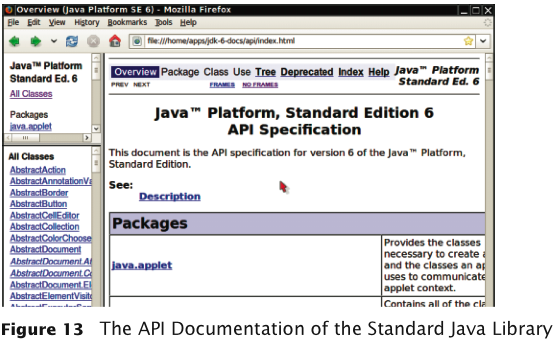 Overview (Java Platform SE 6) - Mozilla Firefox
File Edit View History Bookmarks Tools Help
file:///home/apps/jdk-6-docs/api/index.html
Java™ Platform
Standard Ed. 6
All Classes
Packages
java.applet
All Classes
AbstractAction
AbstractAnnotationVa
AbstractBorder
AbstractButton
AbstractCellEditor
AbstractCollection
AbstractColorChoose
AbstractDocument
AbstractDocument.At
AbstractDocument.Co
AbstractDocument.El
AbstractElementVisito
Overview Package Class Use Tree Deprecated Index Help
Java™ Platform
Standard Ed. 6
PREV NEXT FRAMES NO FRAMES
Java™ Platform, Standard Edition 6
API Specification
This document is the API specification for version 6 of the Java™ Platform,
Standard Edition.
See:
Description
Packages
java.applet
Provides the classes
necessary to create a
and the classes an ap
uses to communicate
applet context.
Contains all of the cla
Figure 13 The API Documentation of the Standard Java Library